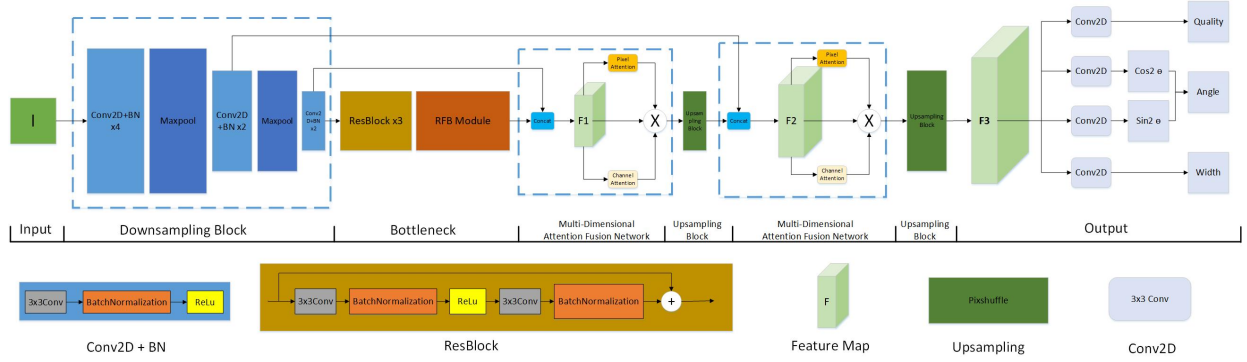 I
Conv2D+BN
x4
Maxpool
Conv2D
+BN x2
Maxpool
Conv2
D+BN
x2
ResBlock x3
RFB Module
Concat
F1
Pixel
Attention
Channel
Attention
X
Upsam
pling
Block
Concat
F2
Pixel
Attention
Channel
Attention
X
Upsampling
Block
F3
Conv2D
Quality
Conv2D
Cos2 ɵ
Angle
Conv2D
Sin2 ɵ
Conv2D
Width
Input
Downsampling Block
Bottleneck
Multi-Dimensional
Attention Fusion Network
Upsampling
Block
Multi-Dimensional
Attention Fusion Network
Upsampling
Block
Output
3x3Conv
BatchNormalization
ReLu
Conv2D + BN
3x3Conv
BatchNormalization
ReLu
3x3Conv
BatchNormalization
+
ResBlock
F
Feature Map
Pixshuffle
Upsampling
3x3 Conv
Conv2D